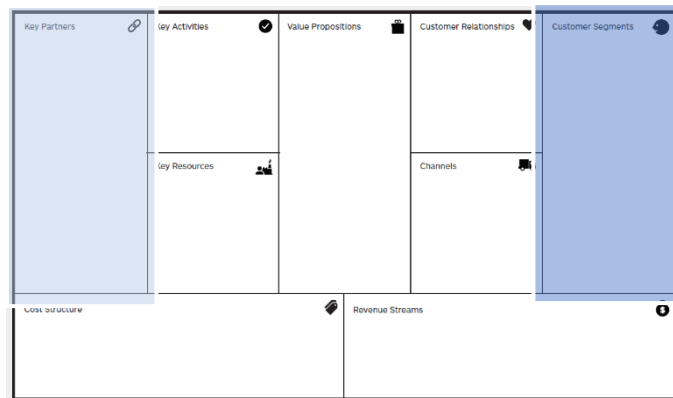 Key Partners
Key Activities
Value Propositions
Customer Relationships
Customer Segments
Key Resources
Channels
Cost Structure
Revenue Streams